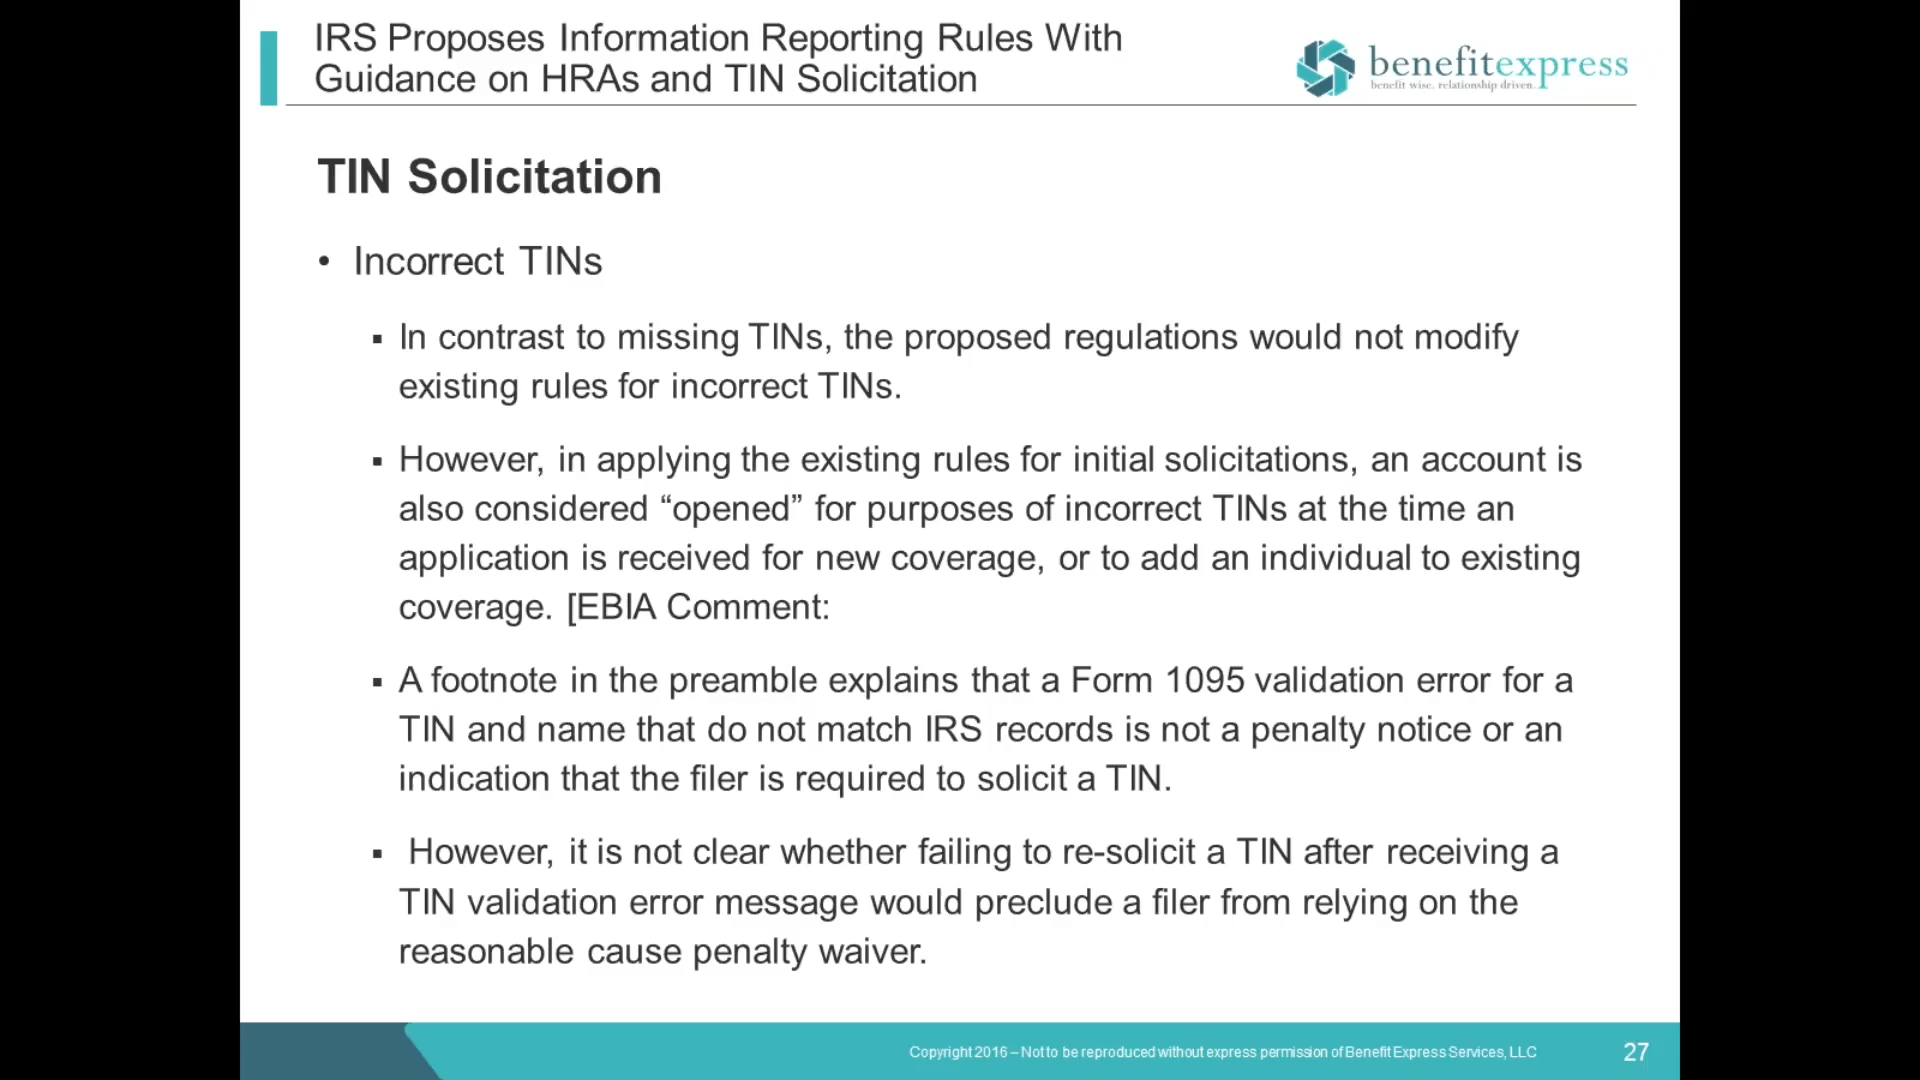 IRS Proposes Information Reporting Rules With
Guidance on HRAs and TIN Solicitation
benefitexpress
benefit wise. relationship driven.
TIN Solicitation
• Incorrect TINs
▪ In contrast to missing TINs, the proposed regulations would not modify
existing rules for incorrect TINs.
▪ However, in applying the existing rules for initial solicitations, an account is
also considered “opened” for purposes of incorrect TINs at the time an
application is received for new coverage, or to add an individual to existing
coverage. [EBIA Comment:
▪ A footnote in the preamble explains that a Form 1095 validation error for a
TIN and name that do not match IRS records is not a penalty notice or an
indication that the filer is required to solicit a TIN.
▪ However, it is not clear whether failing to re-solicit a TIN after receiving a
TIN validation error message would preclude a filer from relying on the
reasonable cause penalty waiver.
Copyright 2016 – Not to be reproduced without express permission of Benefit Express Services, LLC
27